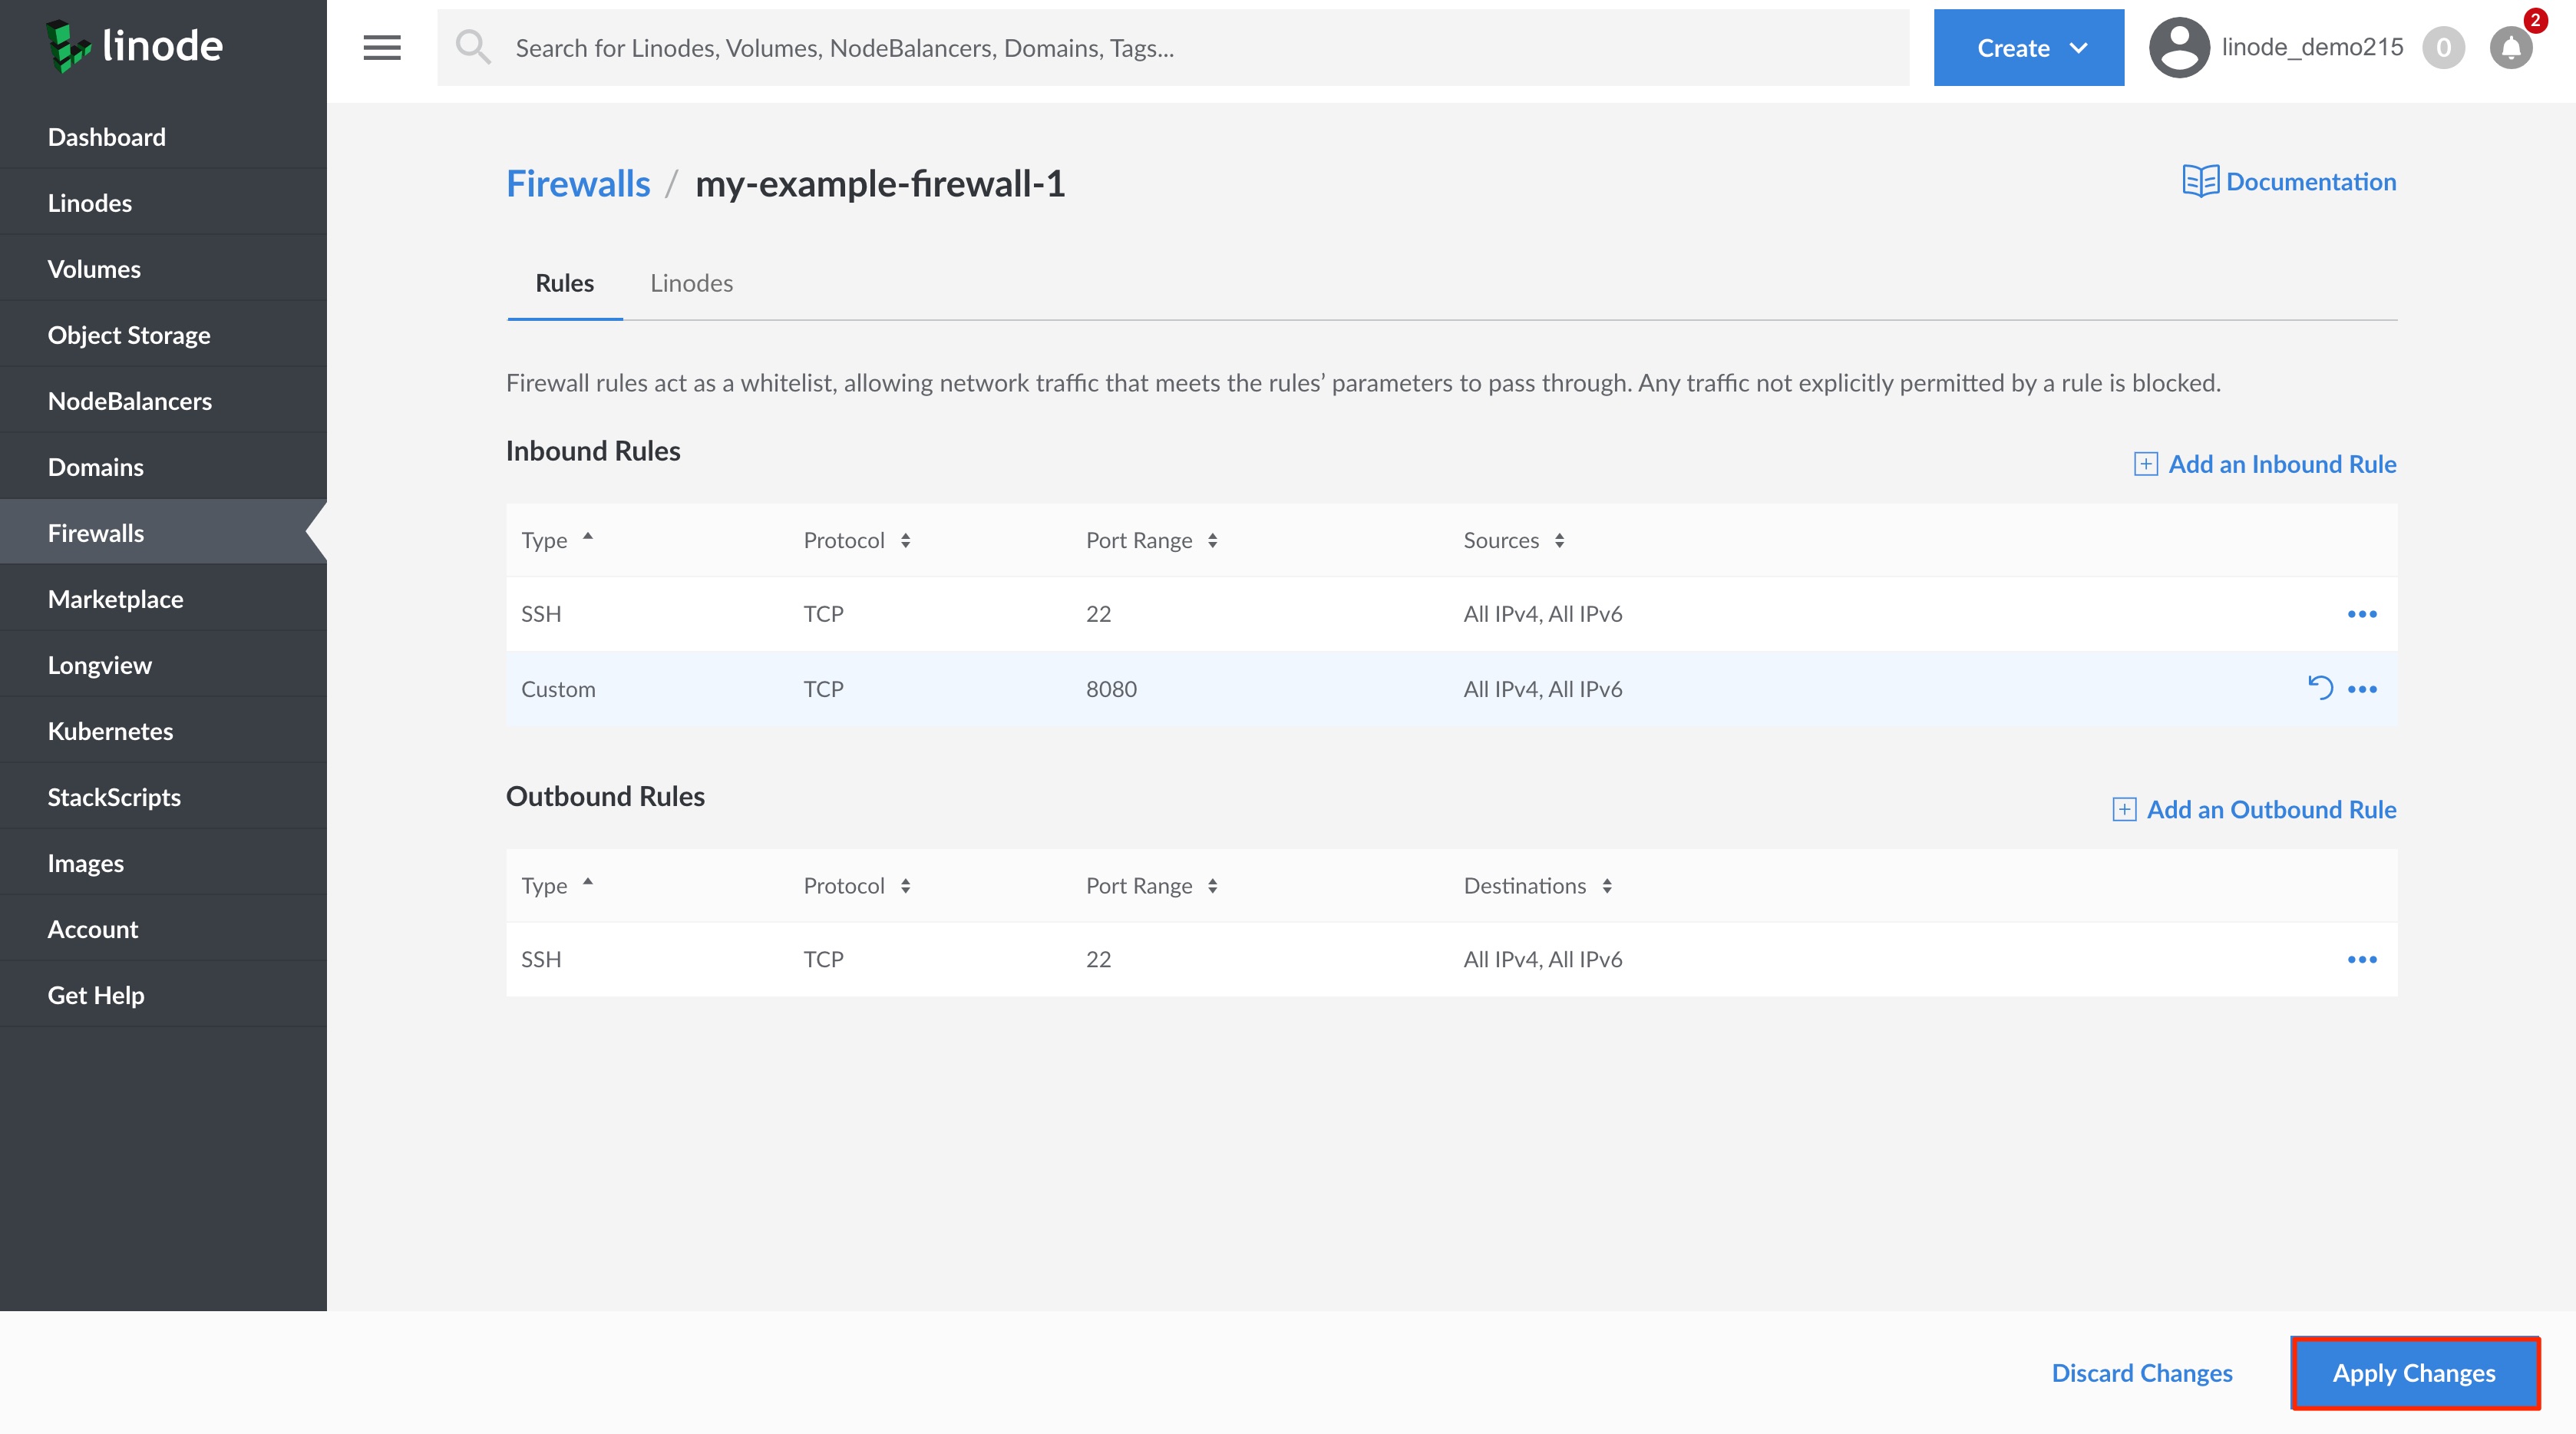 linode
Search for Linodes, Volumes, NodeBalancers, Domains, Tags...
Create
linode_demo215
0
2
Dashboard
Linodes
Volumes
Object Storage
NodeBalancers
Domains
Firewalls
Marketplace
Longview
Kubernetes
StackScripts
Images
Account
Get Help
Firewalls / my-example-firewall-1
Documentation
Rules
Linodes
Firewall rules act as a whitelist, allowing network traffic that meets the rules’ parameters to pass through. Any traffic not explicitly permitted by a rule is blocked.
Inbound Rules
Add an Inbound Rule
Type Protocol Port Range Sources
SSH TCP 22 All IPv4, All IPv6
Custom TCP 8080 All IPv4, All IPv6
Outbound Rules
Add an Outbound Rule
Type Protocol Port Range Destinations
SSH TCP 22 All IPv4, All IPv6
Discard Changes
Apply Changes